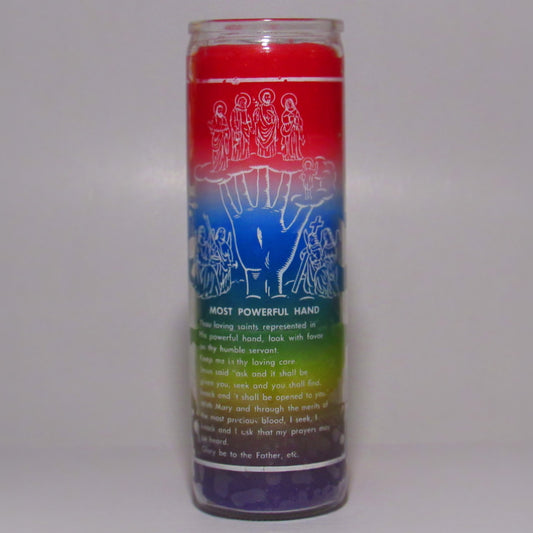 MOST POWERFUL HAND
Thou loving saints represented in
this powerful hand, look with favor
on thy humble servant.
Keep me in thy loving care.
Jesus said "ask and it shall be
given you, seek and you shall find,
knock and it shall be opened to you.
With Mary and through the merits of
the most precious blood, I seek, I
knock and I ask that my prayers may
be heard.
Glory be to the Father, etc.